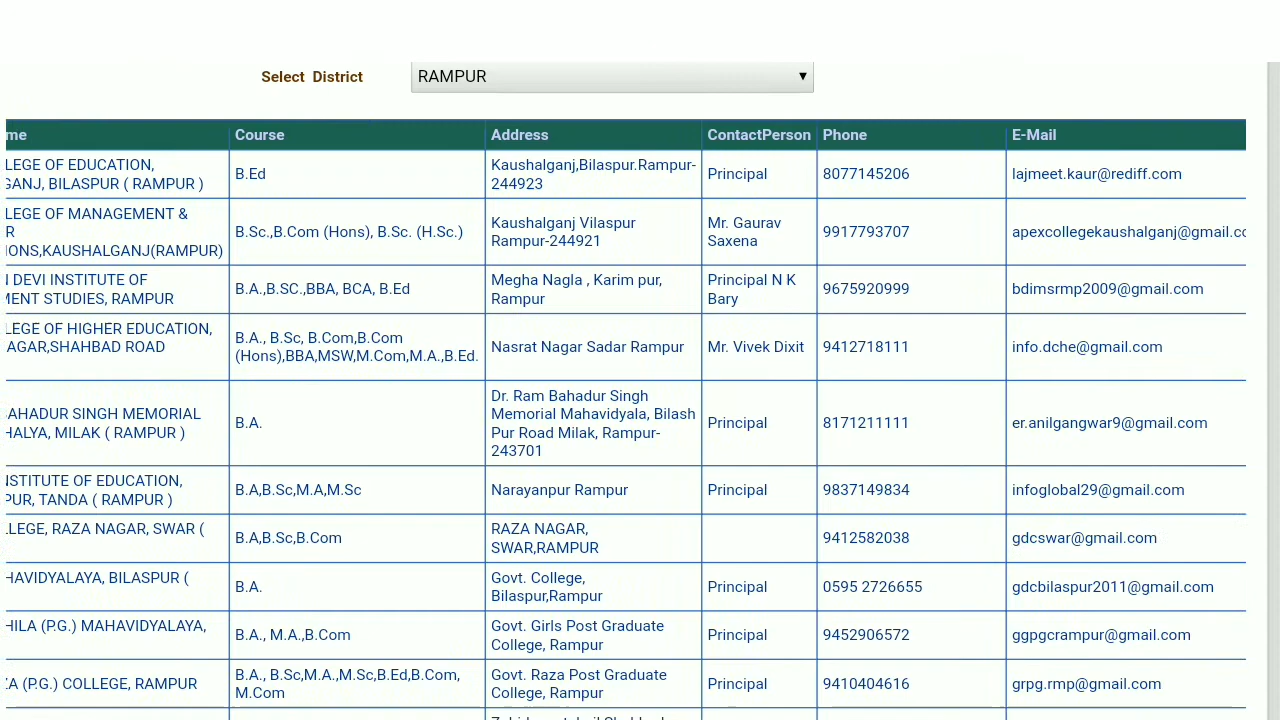 Select District RAMPUR
me Course Address ContactPerson Phone E-Mail
LEGE OF EDUCATION,
GANJ, BILASPUR ( RAMPUR )
B.Ed
Kaushalganj,Bilaspur.Rampur-
244923
Principal
8077145206
lajmeet.kaur@rediff.com
LEGE OF MANAGEMENT &
R
IONS,KAUSHALGANJ(RAMPUR)
B.Sc.,B.Com (Hons), B.Sc. (H.Sc.)
Kaushalganj Vilaspur
Rampur-244921
Mr. Gaurav
Saxena
9917793707
apexcollegekaushalganj@gmail.co
I DEVI INSTITUTE OF
MENT STUDIES, RAMPUR
B.A.,B.SC.,BBA, BCA, B.Ed
Megha Nagla , Karim pur,
Rampur
Principal N K
Bary
9675920999
bdimsrmp2009@gmail.com
LEGE OF HIGHER EDUCATION,
AGAR,SHAHBAD ROAD
B.A., B.Sc, B.Com,B.Com
(Hons),BBA,MSW,M.Com,M.A.,B.Ed.
Nasrat Nagar Sadar Rampur
Mr. Vivek Dixit
9412718111
info.dche@gmail.com
AHADUR SINGH MEMORIAL
HALYA, MILAK ( RAMPUR )
B.A.
Dr. Ram Bahadur Singh
Memorial Mahavidyala, Bilash
Pur Road Milak, Rampur-
243701
Principal
8171211111
er.anilgangwar9@gmail.com
NSTITUTE OF EDUCATION,
PUR, TANDA ( RAMPUR )
B.A,B.Sc,M.A,M.Sc
Narayanpur Rampur
Principal
9837149834
infoglobal29@gmail.com
LLEGE, RAZA NAGAR, SWAR (
B.A,B.Sc,B.Com
RAZA NAGAR,
SWAR,RAMPUR
9412582038
gdcswar@gmail.com
HAVIDYALAYA, BILASPUR (
B.A.
Govt. College,
Bilaspur,Rampur
Principal
0595 2726655
gdcbilaspur2011@gmail.com
HILA (P.G.) MAHAVIDYALAYA,
B.A., M.A.,B.Com
Govt. Girls Post Graduate
College, Rampur
Principal
9452906572
ggpgcrampur@gmail.com
ZA (P.G.) COLLEGE, RAMPUR
B.A., B.Sc,M.A.,M.Sc,B.Ed,B.Com,
M.Com
Govt. Raza Post Graduate
College, Rampur
Principal
9410404616
grpg.rmp@gmail.com